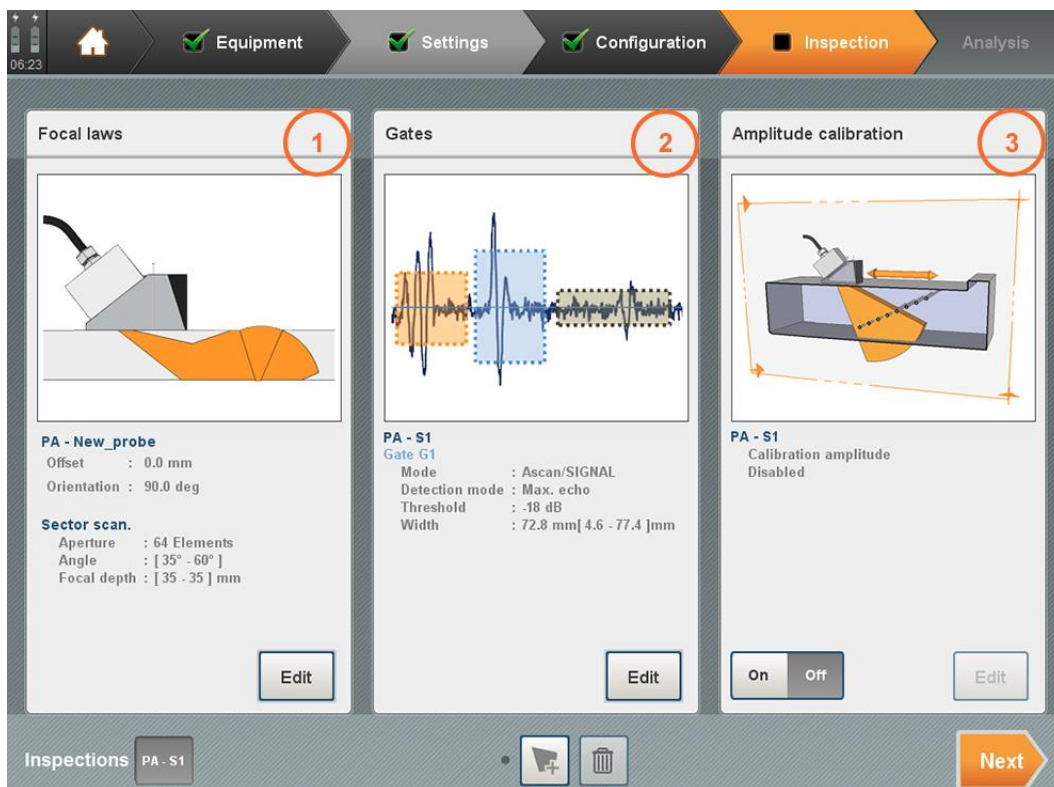 06:23
Equipment
Settings
Configuration
Inspection
Analysis
Focal laws
1
PA - New_probe
Offset : 0.0 mm
Orientation : 90.0 deg
Sector scan.
Aperture : 64 Elements
Angle : [ 35° - 60° ]
Focal depth : [ 35 - 35 ] mm
Edit
Gates
2
PA - S1
Gate G1
Mode : Ascan/SIGNAL
Detection mode : Max. echo
Threshold : -18 dB
Width : 72.8 mm[ 4.6 - 77.4 ]mm
Edit
Amplitude calibration
3
PA - S1
Calibration amplitude
Disabled
On Off
Edit
Inspections PA - S1
Next